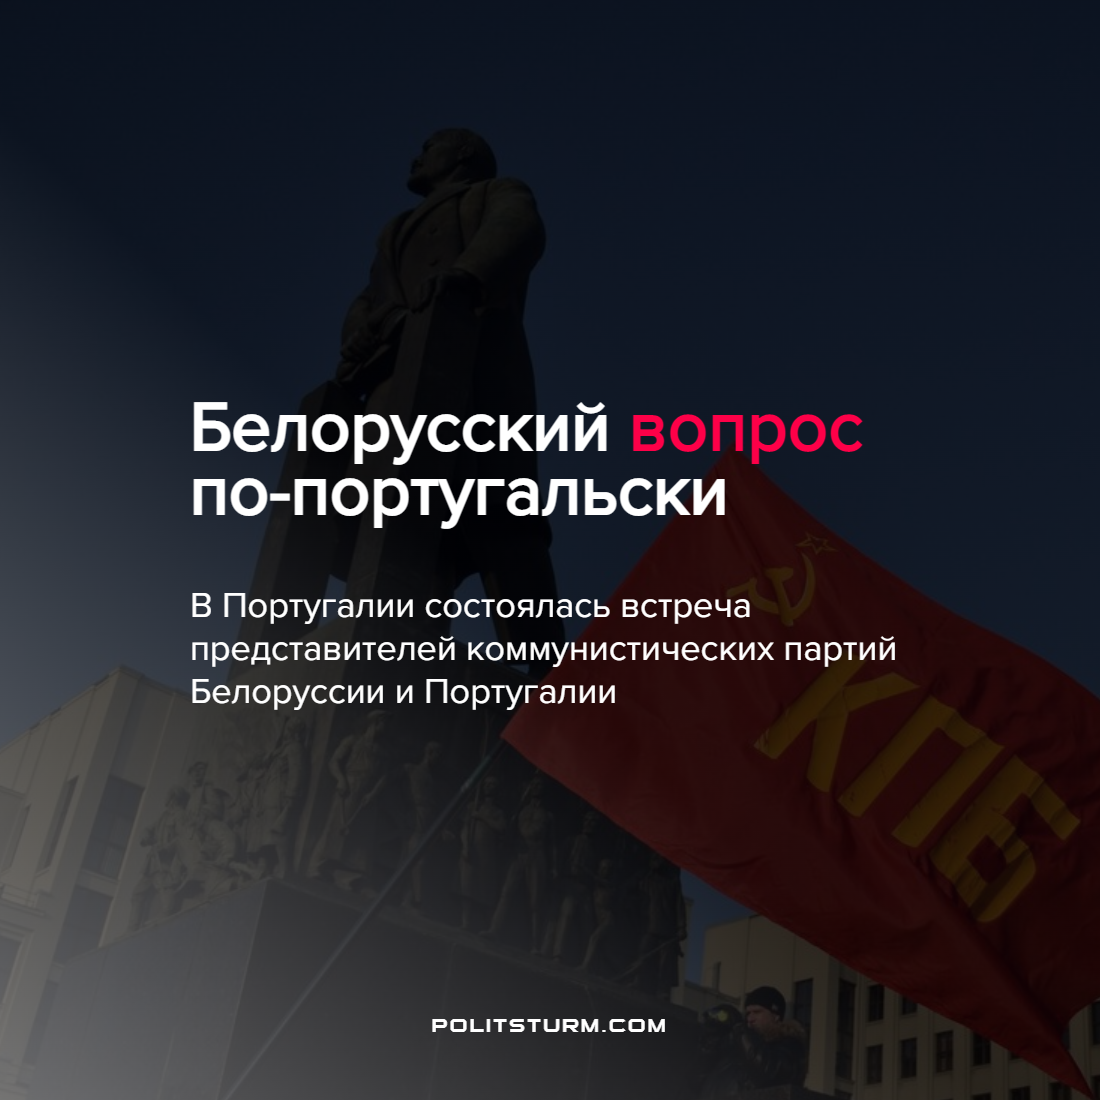 Белорусский вопрос
по-португальски
В Португалии состоялась встреча
представителей коммунистических партий
Белоруссии и Португалии
КПБ
POLITSTURM.COM